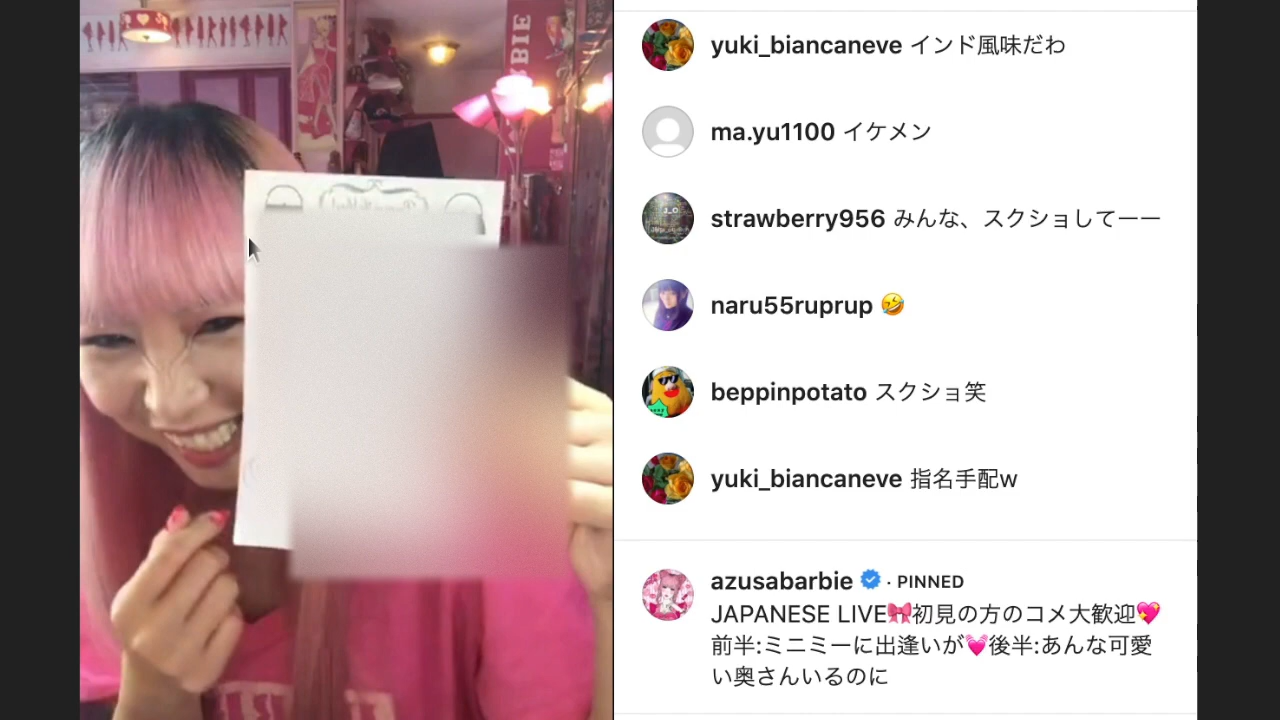 BIE
yuki_biancaneve インド風味だわ
ma.yu1100 イケメン
strawberry956 みんな、スクショしてーー
naru55ruprup 🤣
beppinpotato スクショ笑
yuki_biancaneve 指名手配w
azusabarbie · PINNED
JAPANESE LIVE🎀初見の方のコメ大歓迎💖
前半:ミニミーに出逢いが💓後半:あんな可愛
い奥さんいるのに